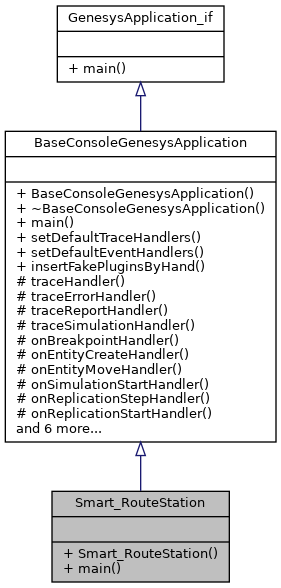 GenesysApplication_if
+ main()
BaseConsoleGenesysApplication
+ BaseConsoleGenesysApplication()
+ ~BaseConsoleGenesysApplication()
+ main()
+ setDefaultTraceHandlers()
+ setDefaultEventHandlers()
+ insertFakePluginsByHand()
# traceHandler()
# traceErrorHandler()
# traceReportHandler()
# traceSimulationHandler()
# onBreakpointHandler()
# onEntityCreateHandler()
# onEntityMoveHandler()
# onSimulationStartHandler()
# onReplicationStepHandler()
# onReplicationStartHandler()
and 6 more...
Smart_RouteStation
+ Smart_RouteStation()
+ main()